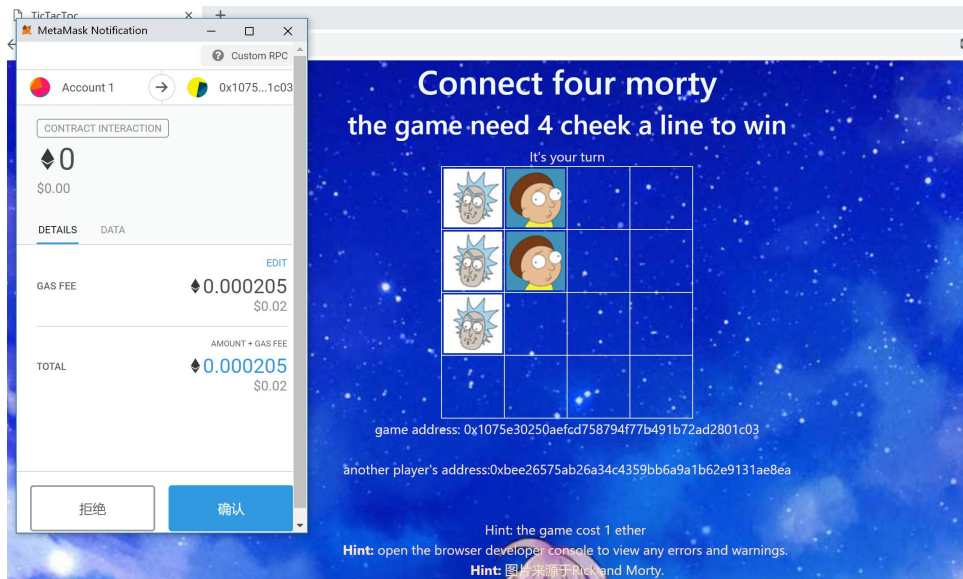 TicTacToc
MetaMask Notification
Custom RPC
Account 1
0x1075...1c03
CONTRACT INTERACTION
0
$0.00
DETAILS
DATA
EDIT
GAS FEE
0.000205
$0.02
AMOUNT + GAS FEE
TOTAL
0.000205
$0.02
拒绝
确认
Connect four morty
the game need 4 cheek a line to win
It's your turn
game address: 0x1075e30250aefcd758794f77b491b72ad2801c03
another player's address:0xbee26575ab26a34c4359bb6a9a1b62e9131ae8ea
Hint: the game cost 1 ether
Hint: open the browser developer console to view any errors and warnings.
Hint: 图片来源于Rick and Morty.